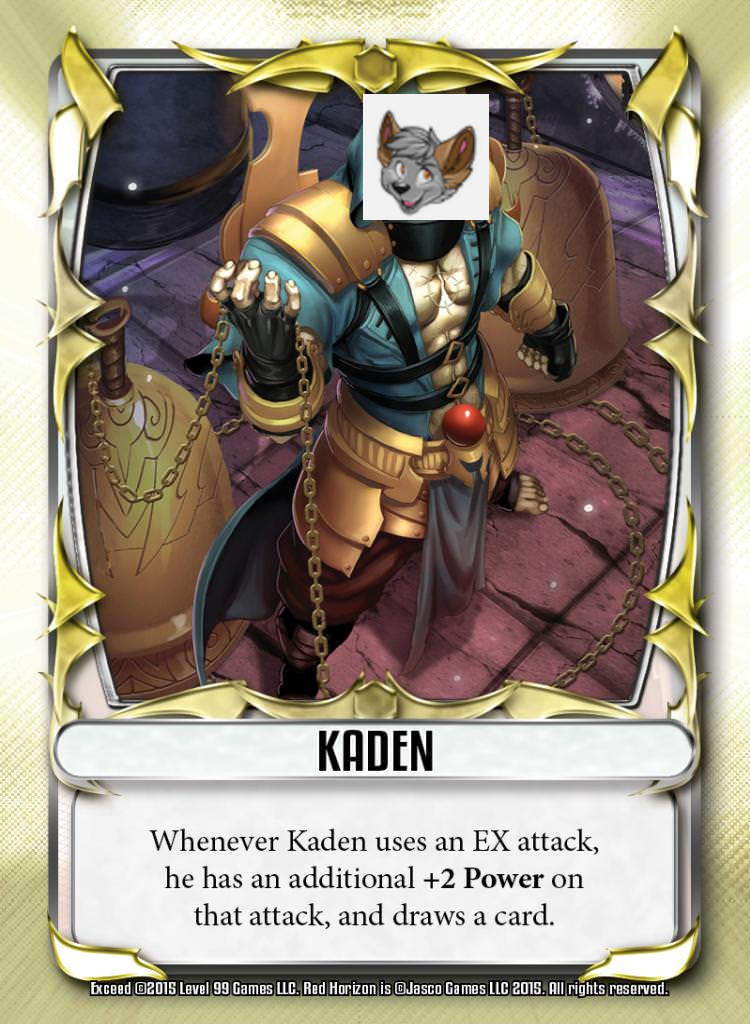 KADEN
Whenever Kaden uses an EX attack,
he has an additional +2 Power on
that attack, and draws a card.
Exceed ©2015 Level 99 Games LLC. Red Horizon is ©Jasco Games LLC 2015. All rights reserved.